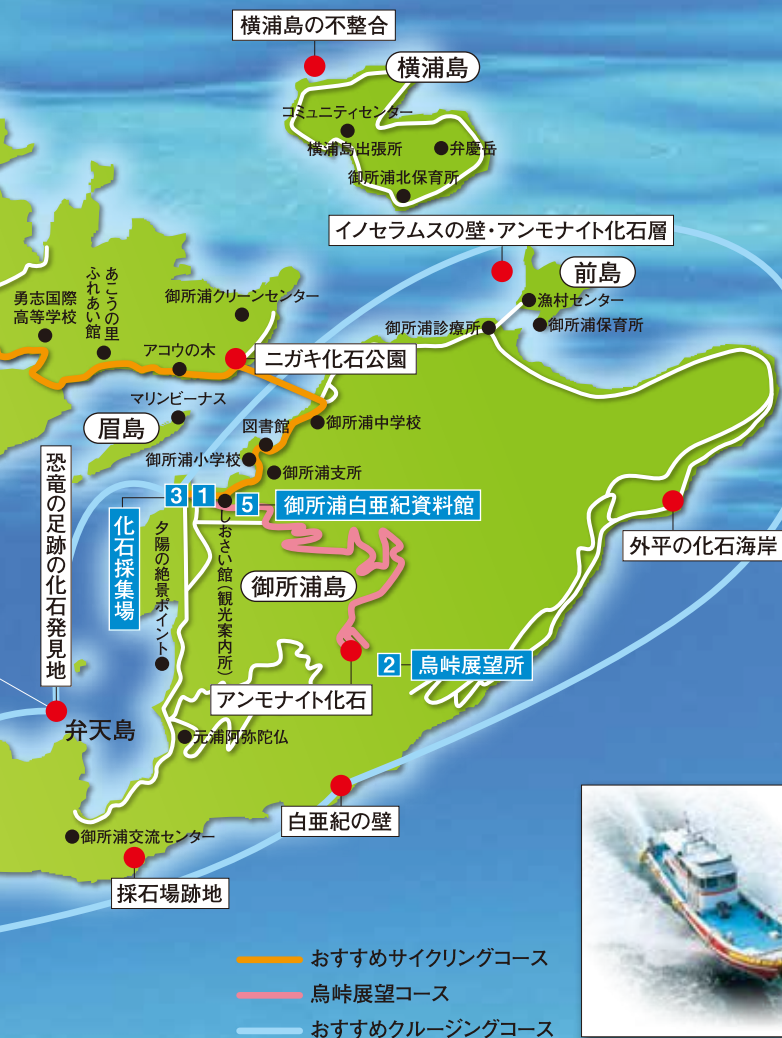 横浦島の不整合
横浦島
コミュニティセンター
横浦島出張所
弁慶岳
御所浦北保育所
イノセラムスの壁・アンモナイト化石層
前島
漁村センター
御所浦保育所
御所浦診療所
勇志国際
高等学校
あこうの里
ふれあい館
御所浦クリーンセンター
アコウの木
ニガキ化石公園
マリンビーナス
眉島
図書館
御所浦中学校
御所浦小学校
御所浦支所
恐竜の足跡の化石発見地
3
1
5
御所浦白亜紀資料館
化石採集場
夕陽の絶景ポイント
しおさい館(観光案内所)
外平の化石海岸
御所浦島
2
烏峠展望所
アンモナイト化石
弁天島
元浦阿弥陀仏
白亜紀の壁
御所浦交流センター
採石場跡地
おすすめサイクリングコース
烏峠展望コース
おすすめクルージングコース